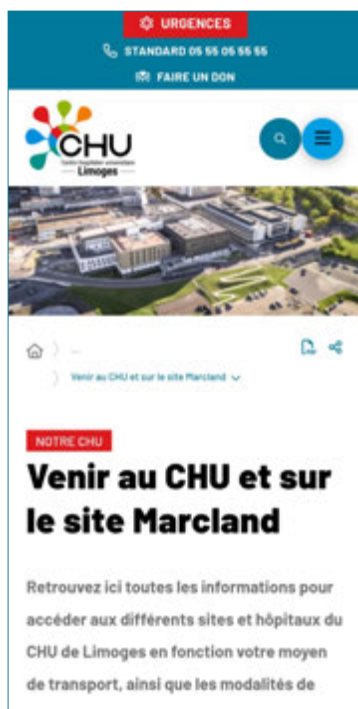 URGENCES
STANDARD 05 55 05 55 55
FAIRE UN DON
CHU
Centre hospitalier universitaire
Limoges
...
Venir au CHU et sur le site Marcland
NOTRE CHU
Venir au CHU et sur
le site Marcland
Retrouvez ici toutes les informations pour
accéder aux différents sites et hôpitaux du
CHU de Limoges en fonction votre moyen
de transport, ainsi que les modalités de